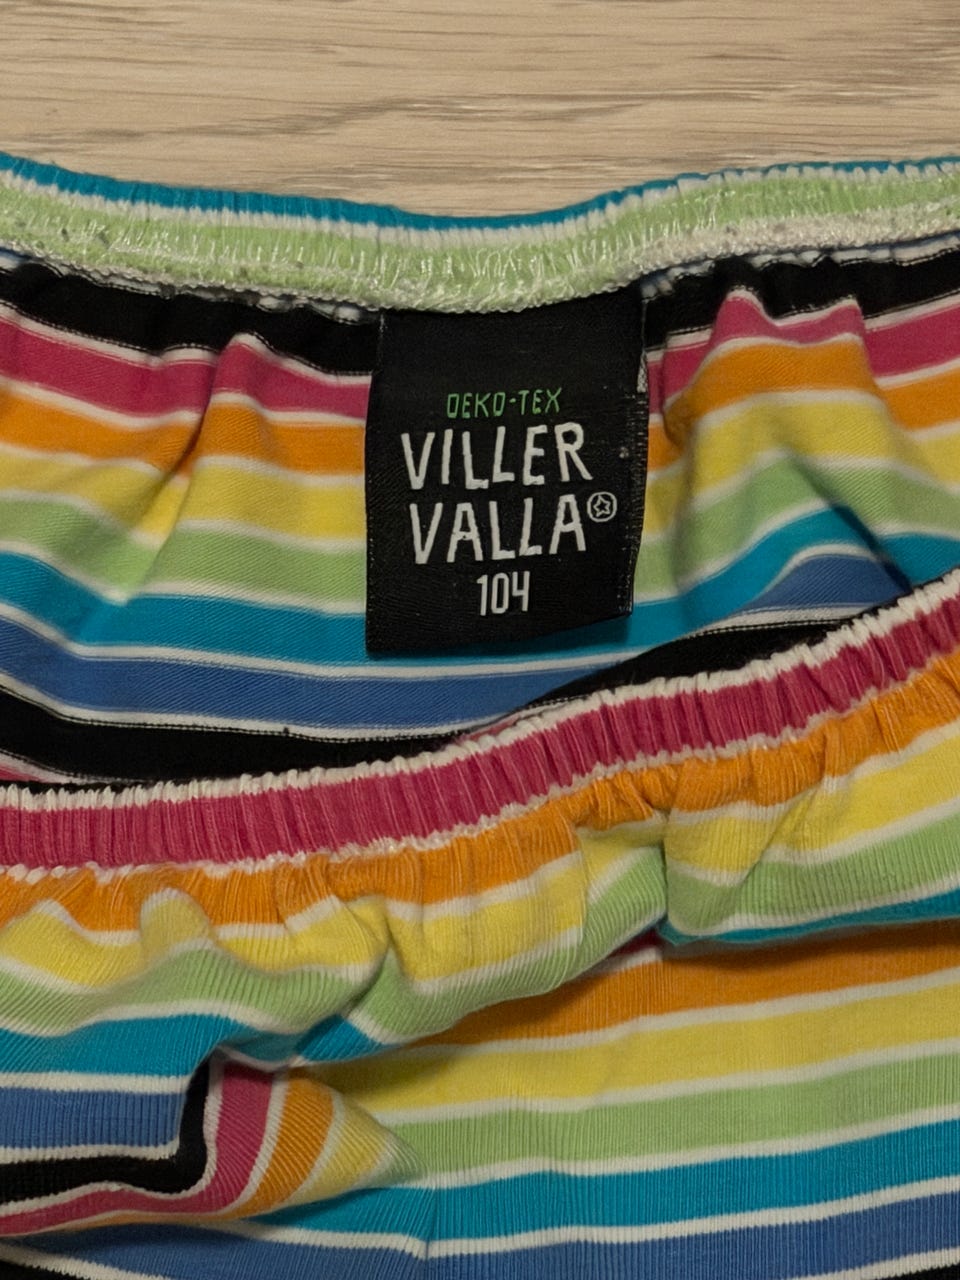 OEKO-TEX
VILLER
VALLA®
104